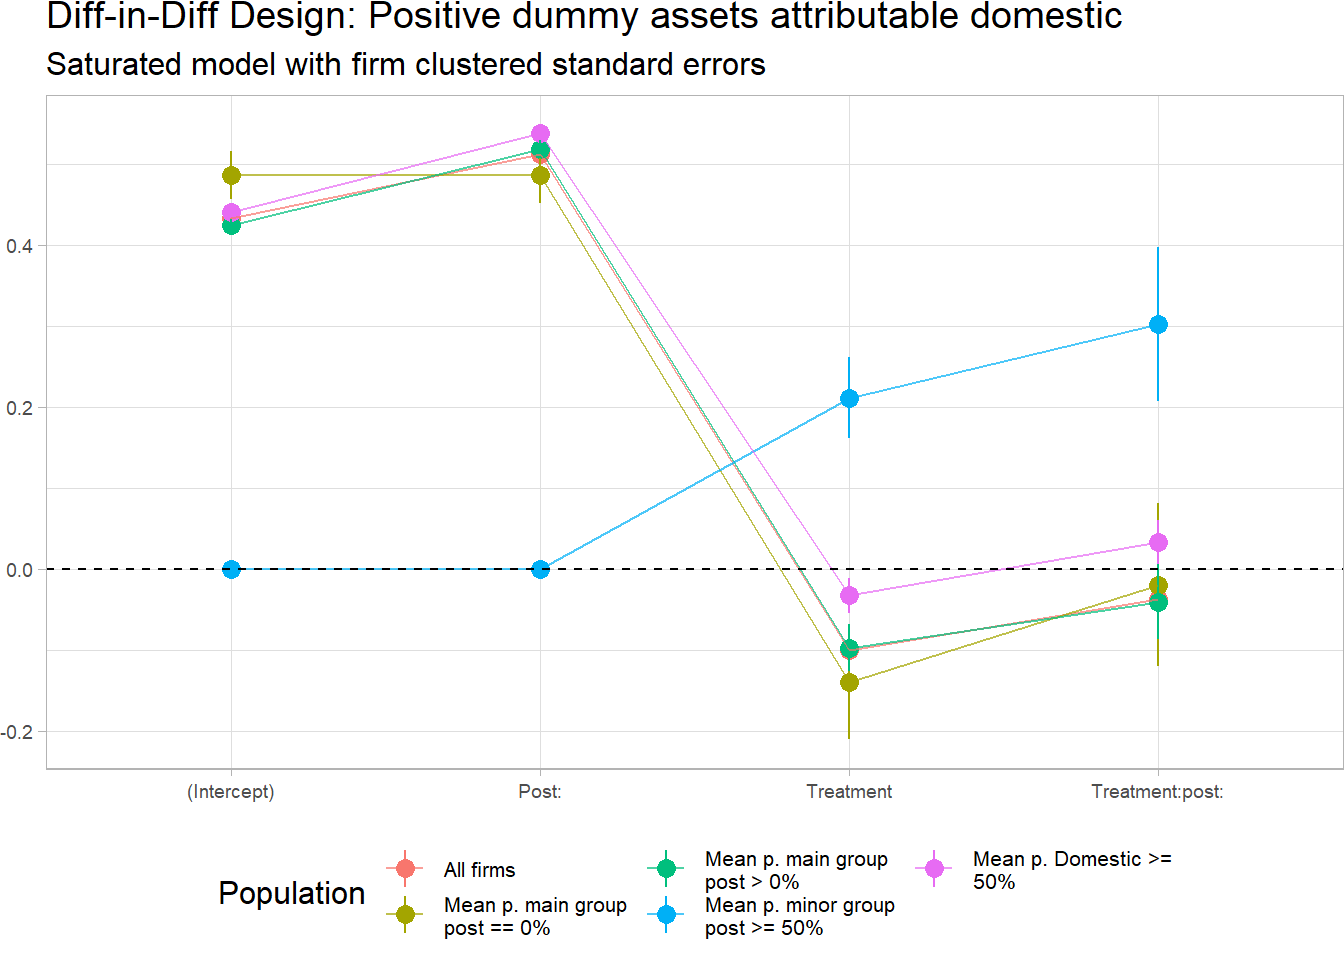 Diff-in-Diff Design: Positive dummy assets attributable domestic
Saturated model with firm clustered standard errors
0.4
0.2
0.0
-0.2
(Intercept)
Post:
Treatment
Treatment:post:
Population
All firms
Mean p. main group
post == 0%
Mean p. main group
post > 0%
Mean p. minor group
post >= 50%
Mean p. Domestic >=
50%